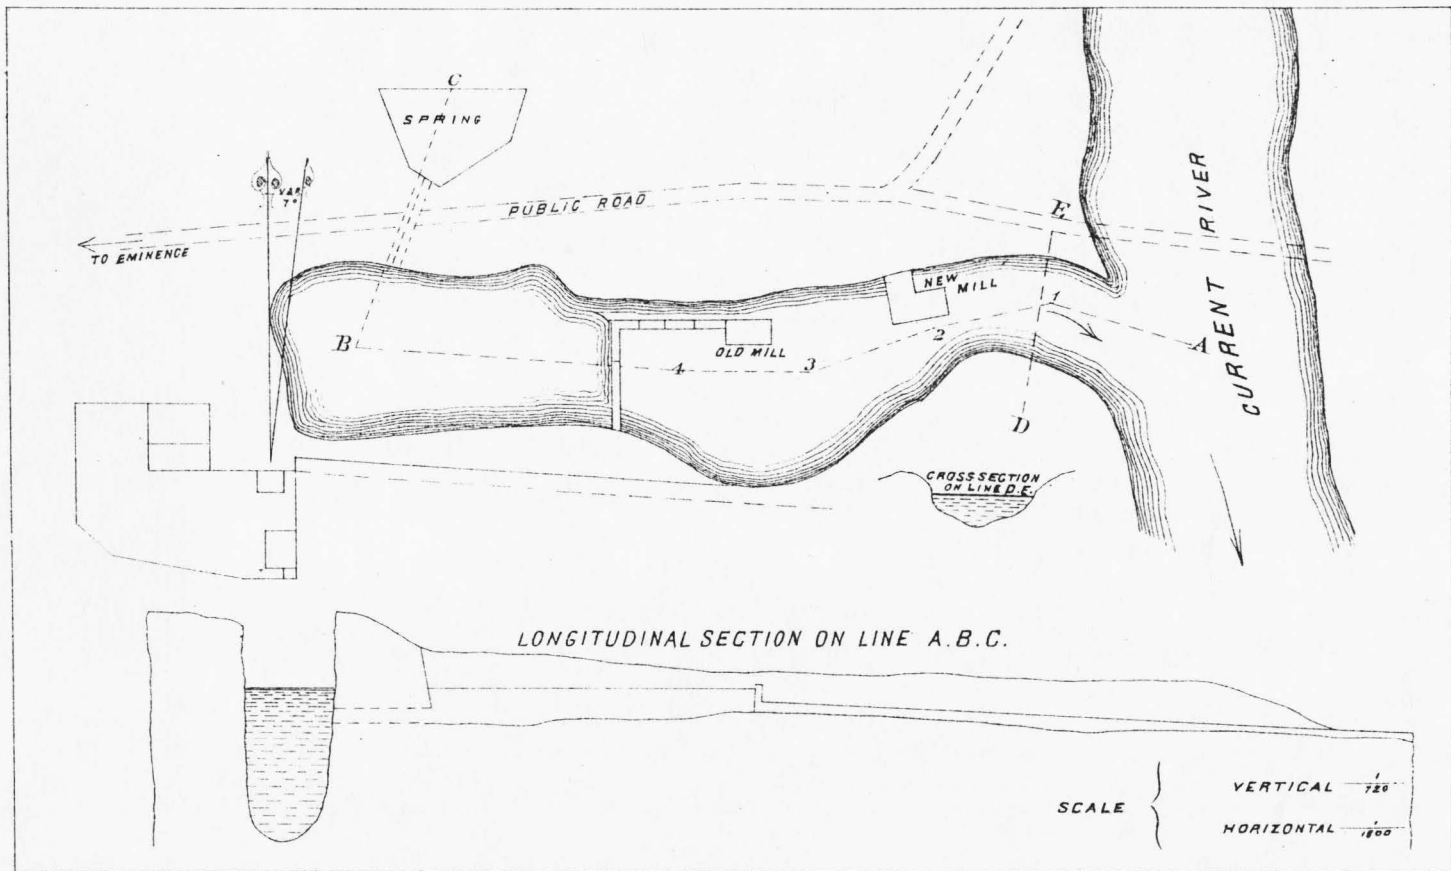 C
SPRING
VAR
7°
PUBLIC ROAD
TO EMINENCE
E
CURRENT RIVER
NEW
MILL
1
B
OLD MILL
4
3
2
A
D
CROSS SECTION
ON LINE D.E.
LONGITUDINAL SECTION ON LINE A.B.C.
SCALE
VERTICAL 1/720
HORIZONTAL 1/1800